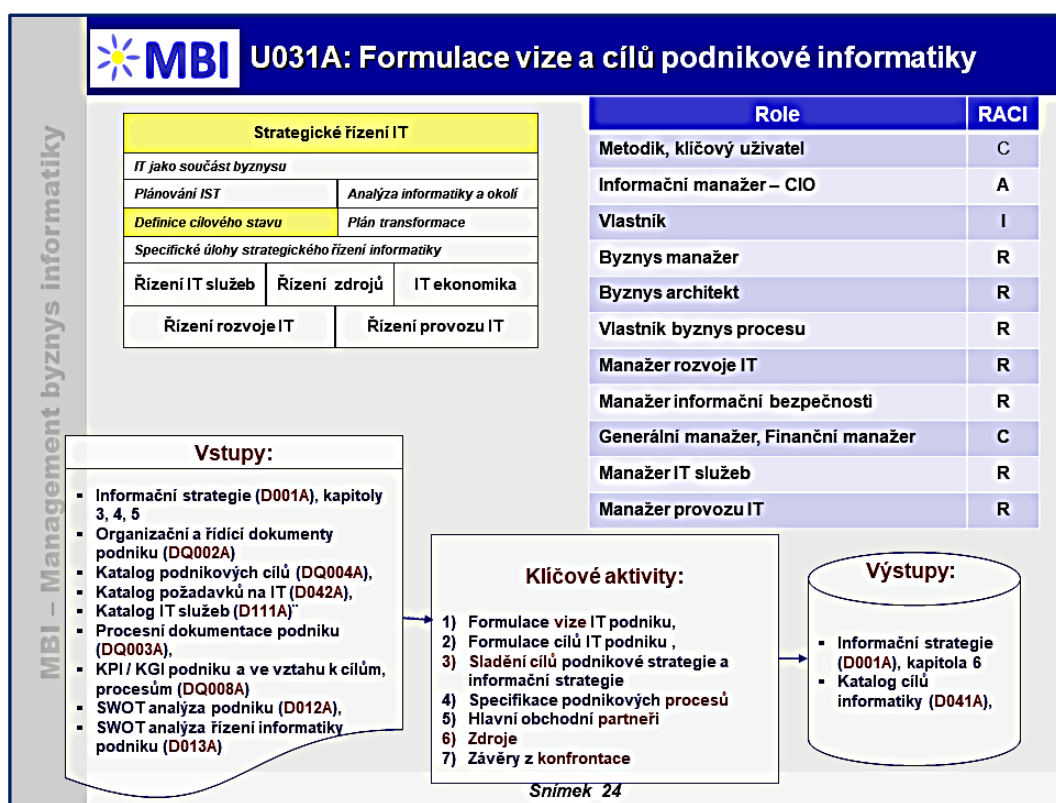 MBI
U031A: Formulace vize a cílů podnikové informatiky
MBI – Management byznys informatiky
Strategické řízení IT
IT jako součást byznysu
Plánování IST
Analýza informatiky a okolí
Definice cílového stavu
Plán transformace
Specifické úlohy strategického řízení informatiky
Řízení IT služeb
Řízení zdrojů
IT ekonomika
Řízení rozvoje IT
Řízení provozu IT
Role RACI
Metodik, klíčový uživatel C
Informační manažer – CIO A
Vlastník I
Byznys manažer R
Byznys architekt R
Vlastník byznys procesu R
Manažer rozvoje IT R
Manažer informační bezpečnosti R
Generální manažer, Finanční manažer C
Manažer IT služeb R
Manažer provozu IT R
Vstupy:
▪ Informační strategie (D001A), kapitoly
3, 4, 5
▪ Organizační a řídící dokumenty
podniku (DQ002A)
▪ Katalog podnikových cílů (DQ004A),
▪ Katalog požadavků na IT (D042A),
▪ Katalog IT služeb (D111A)¨
▪ Procesní dokumentace podniku
(DQ003A),
▪ KPI / KGI podniku a ve vztahu k cílům,
procesům (DQ008A)
▪ SWOT analýza podniku (D012A),
▪ SWOT analýza řízení informatiky
podniku (D013A)
Klíčové aktivity:
1) Formulace vize IT podniku,
2) Formulace cílů IT podniku ,
3) Sladění cílů podnikové strategie a
informační strategie
4) Specifikace podnikových procesů
5) Hlavní obchodní partneři
6) Zdroje
7) Závěry z konfrontace
Výstupy:
▪ Informační strategie
(D001A), kapitola 6
▪ Katalog cílů
informatiky (D041A),
Snímek 24